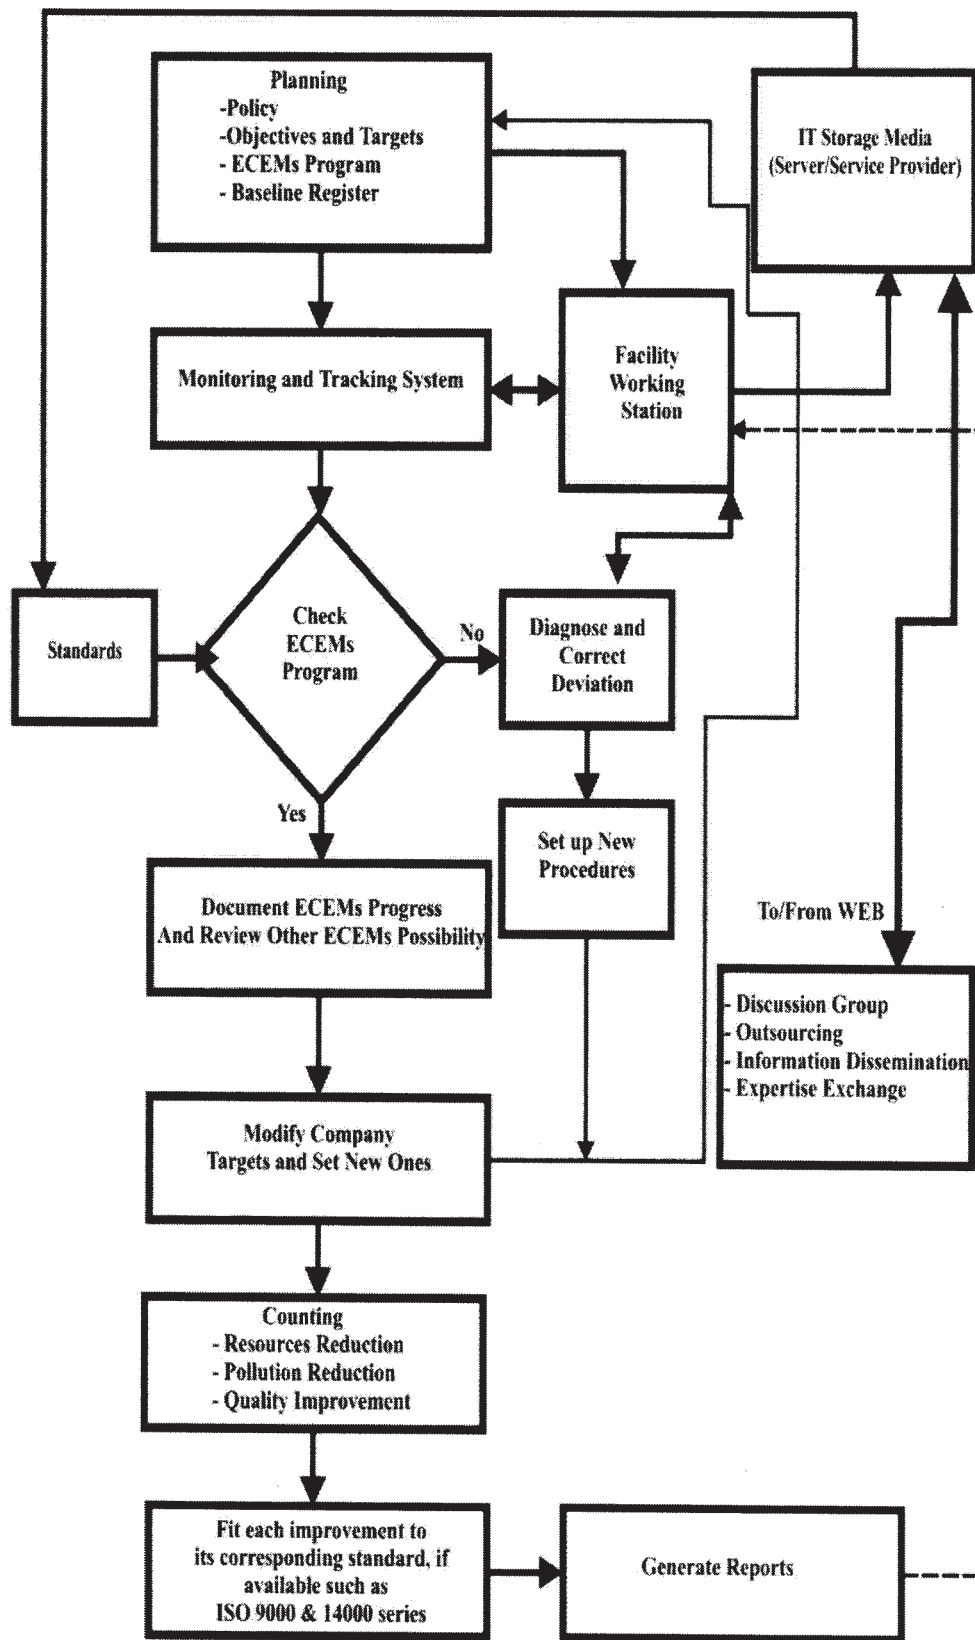 Planning
-Policy
-Objectives and Targets
- ECEMs Program
- Baseline Register
IT Storage Media
(Server/Service Provider)
Monitoring and Tracking System
Facility
Working
Station
Standards
Check
ECEMs
Program
No
Diagnose and
Correct
Deviation
Yes
Set up New
Procedures
Document ECEMs Progress
And Review Other ECEMs Possibility
To/From WEB
- Discussion Group
- Outsourcing
- Information Dissemination
- Expertise Exchange
Modify Company
Targets and Set New Ones
Counting
- Resources Reduction
- Pollution Reduction
- Quality Improvement
Fit each improvement to
its corresponding standard, if
available such as
ISO 9000 & 14000 series
Generate Reports